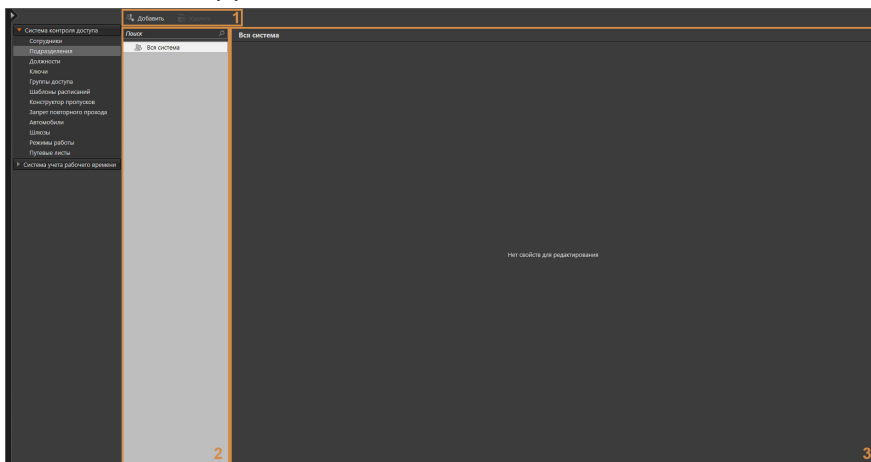 Добавить
Удалить
1
Система контроля доступа
Сотрудники
Подразделения
Должности
Ключи
Группы доступа
Шаблоны расписаний
Конструктор пропусков
Запрет повторного прохода
Автомобили
Шлюзы
Режимы работы
Путевые листы
Система учета рабочего времени
Поиск
Вся система
2
Вся система
Нет свойств для редактирования
3